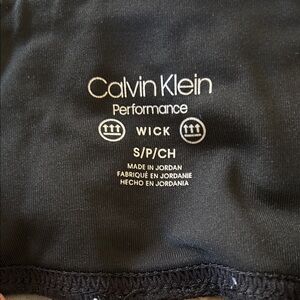 Calvin Klein
Performance
WICK
S/P/CH
MADE IN JORDAN
FABRIQUÉ EN JORDANIE
HECHO EN JORDANIA